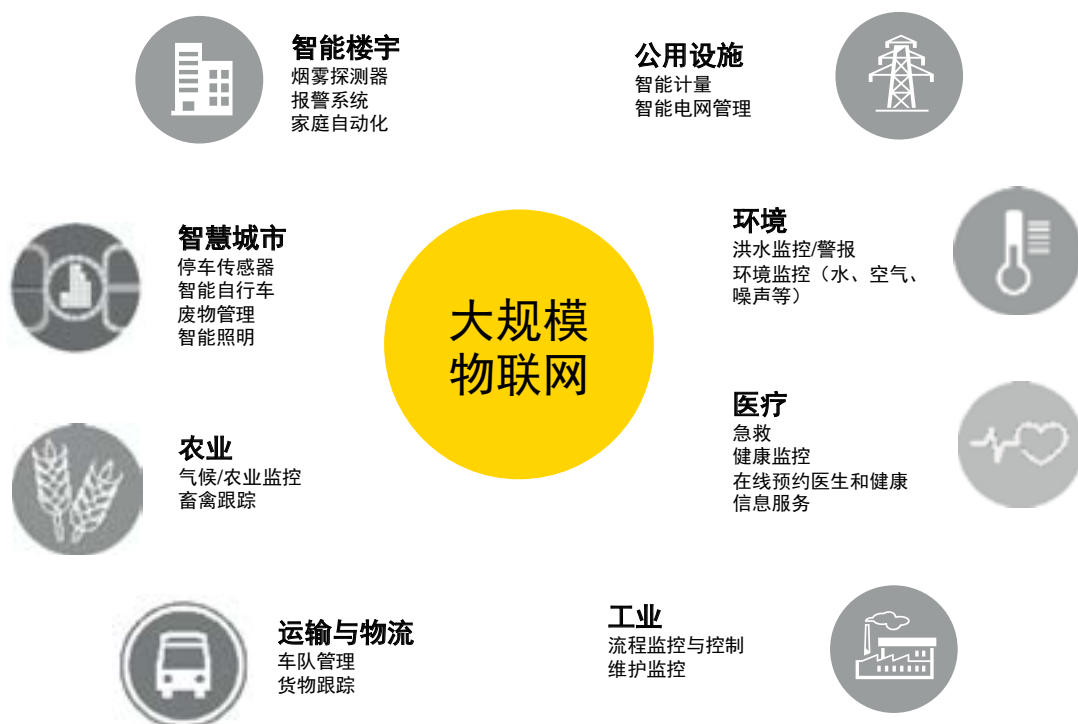 智能楼宇
烟雾探测器
报警系统
家庭自动化
公用设施
智能计量
智能电网管理
智慧城市
停车传感器
智能自行车
废物管理
智能照明
环境
洪水监控/警报
环境监控（水、空气、
噪声等）
大规模
物联网
农业
气候/农业监控
畜禽跟踪
医疗
急救
健康监控
在线预约医生和健康
信息服务
运输与物流
车队管理
货物跟踪
工业
流程监控与控制
维护监控